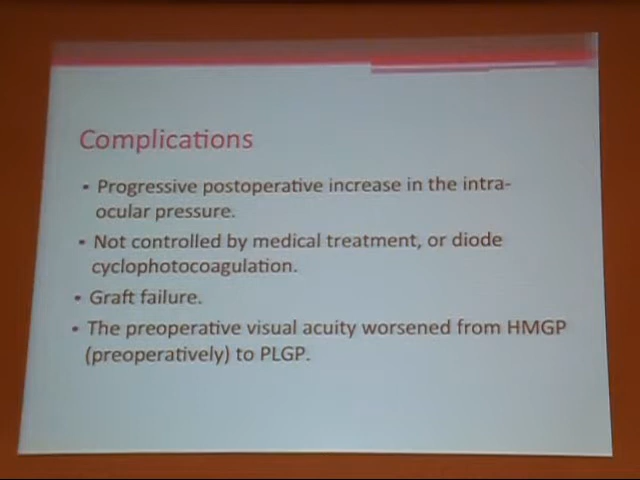 Complications
• Progressive postoperative increase in the intra-
ocular pressure.
• Not controlled by medical treatment, or diode
cyclophotocoagulation.
• Graft failure.
• The preoperative visual acuity worsened from HMGP
(preoperatively) to PLGP.